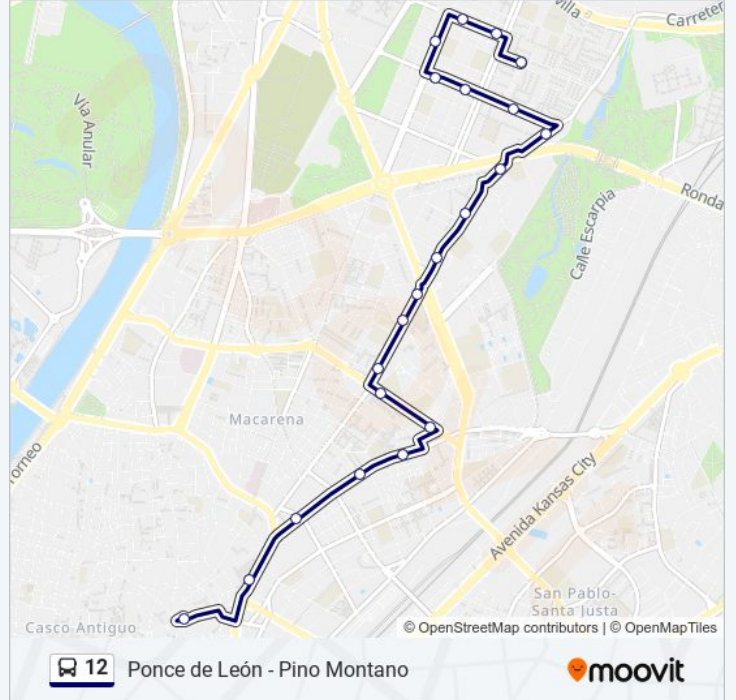 villa
Carreter
Vía Anular
Ronda
Calle Escarpia
Macarena
Torneo
Avenida Kansas City
San Pablo-
Santa Justa
Casco Antiguo
© OpenStreetMap contributors | © OpenMapTiles
12 Ponce de León - Pino Montano moovit